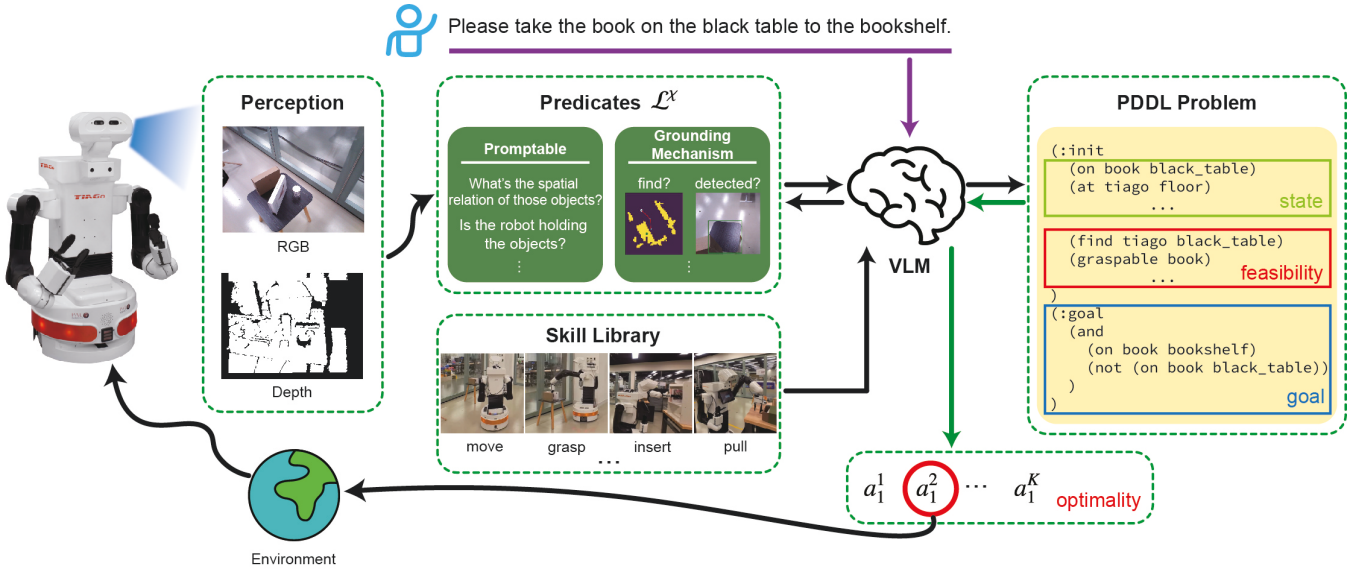 Please take the book on the black table to the bookshelf.
TIAGo
Perception
RGB
Depth
Predicates ℒ^χ
Promptable
What's the spatial
relation of those objects?
Is the robot holding
the objects?
⋮
Grounding
Mechanism
find?
detected?
⋮
Skill Library
move
grasp
insert
pull
...
VLM
PDDL Problem
(:init
(on book black_table)
(at tiago floor)
...
state
(find tiago black_table)
(graspable book)
...
feasibility
)
(:goal
(and
(on book bookshelf)
(not (on book black_table))
)
goal
)
a_1^1 a_1^2 ⋯ a_1^K
optimality
Environment